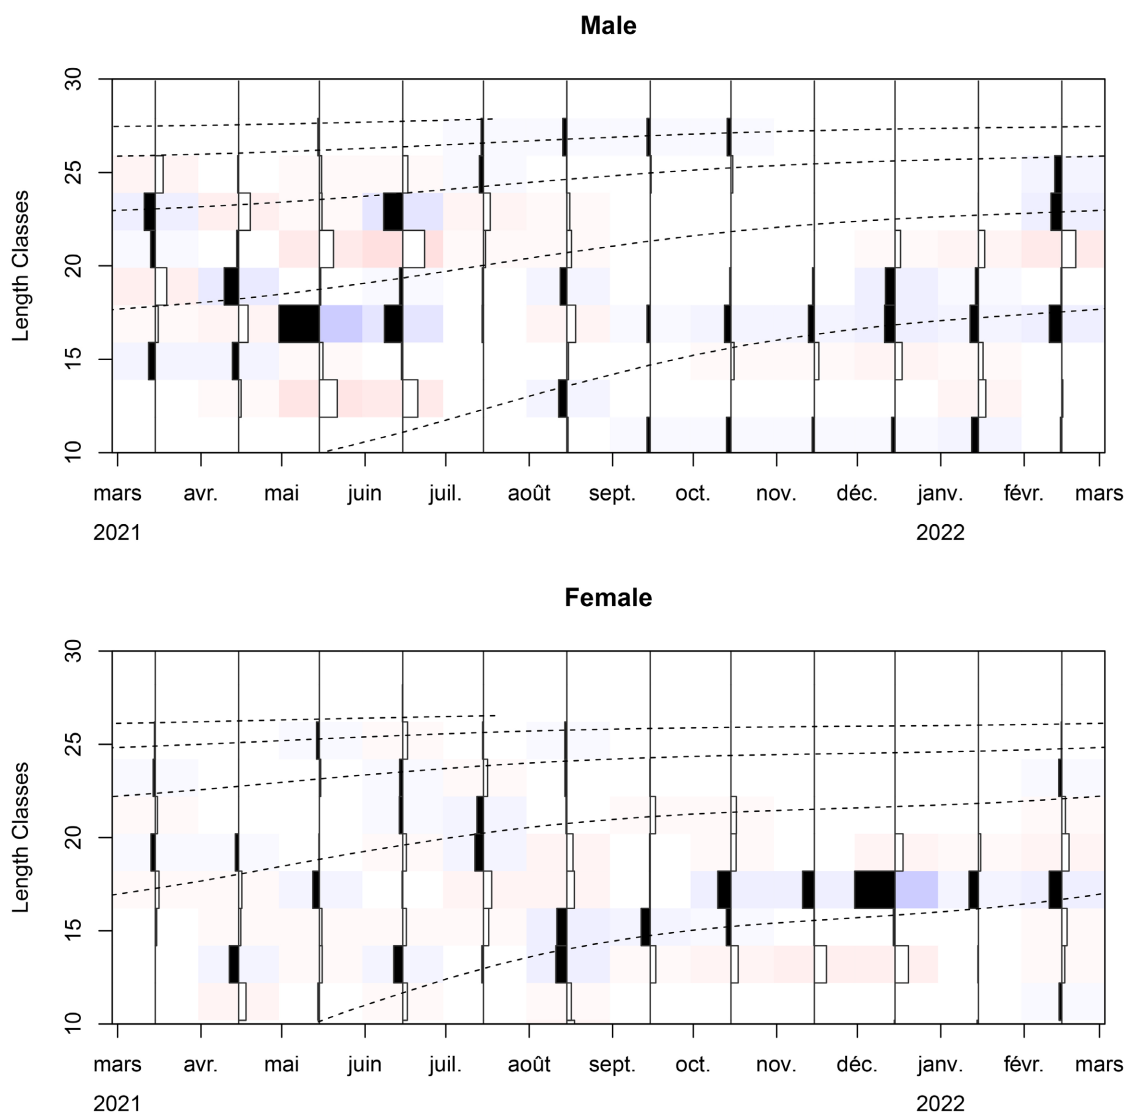 Male
30
25
20
15
10
Length Classes
mars avr. mai juin juil. août sept. oct. nov. déc. janv. févr. mars
2021 2022
Female
30
25
20
15
10
Length Classes
mars avr. mai juin juil. août sept. oct. nov. déc. janv. févr. mars
2021 2022